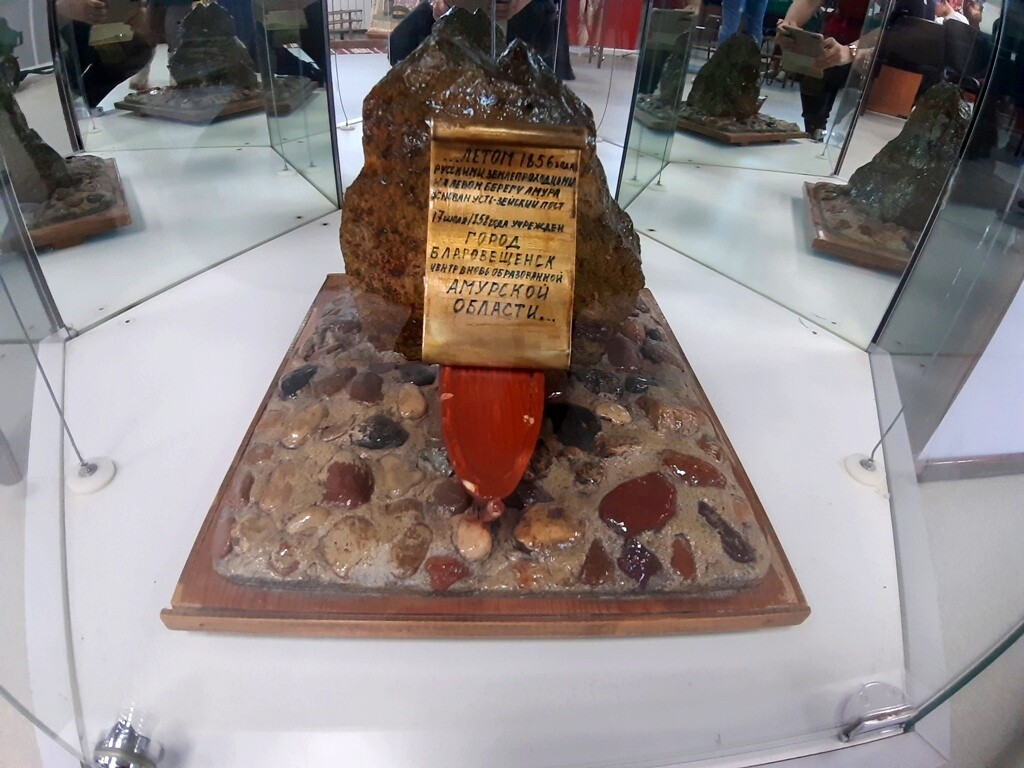 ...ЛЕТОМ 1856 года
РУССКИМИ ЗЕМЛЕПРОХОДЦАМИ
НА ЛЕВОМ БЕРЕГУ АМУРА
ОСНОВАН УСТЬ-ЗЕЙСКИЙ ПОСТ
17 июля 1858 ГОДА УЧРЕЖДЕН
ГОРОД
БЛАГОВЕЩЕНСК
ЦЕНТР ВНОВЬ ОБРАЗОВАННОЙ
АМУРСКОЙ
ОБЛАСТИ...